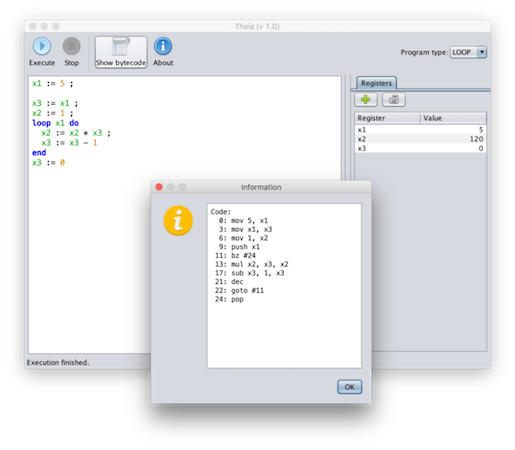 Theia (v 1.0)
Execute Stop Show bytecode About
Program type: LOOP
x1 := 5 ;
x3 := x1 ;
x2 := 1 ;
loop x1 do
x2 := x2 * x3 ;
x3 := x3 - 1
end
x3 := 0
Registers
Register Value
x1 5
x2 120
x3 0
Information
Code:
0: mov 5, x1
3: mov x1, x3
6: mov 1, x2
9: push x1
11: bz #24
13: mul x2, x3, x2
17: sub x3, 1, x3
21: dec
22: goto #11
24: pop
OK
Execution finished.